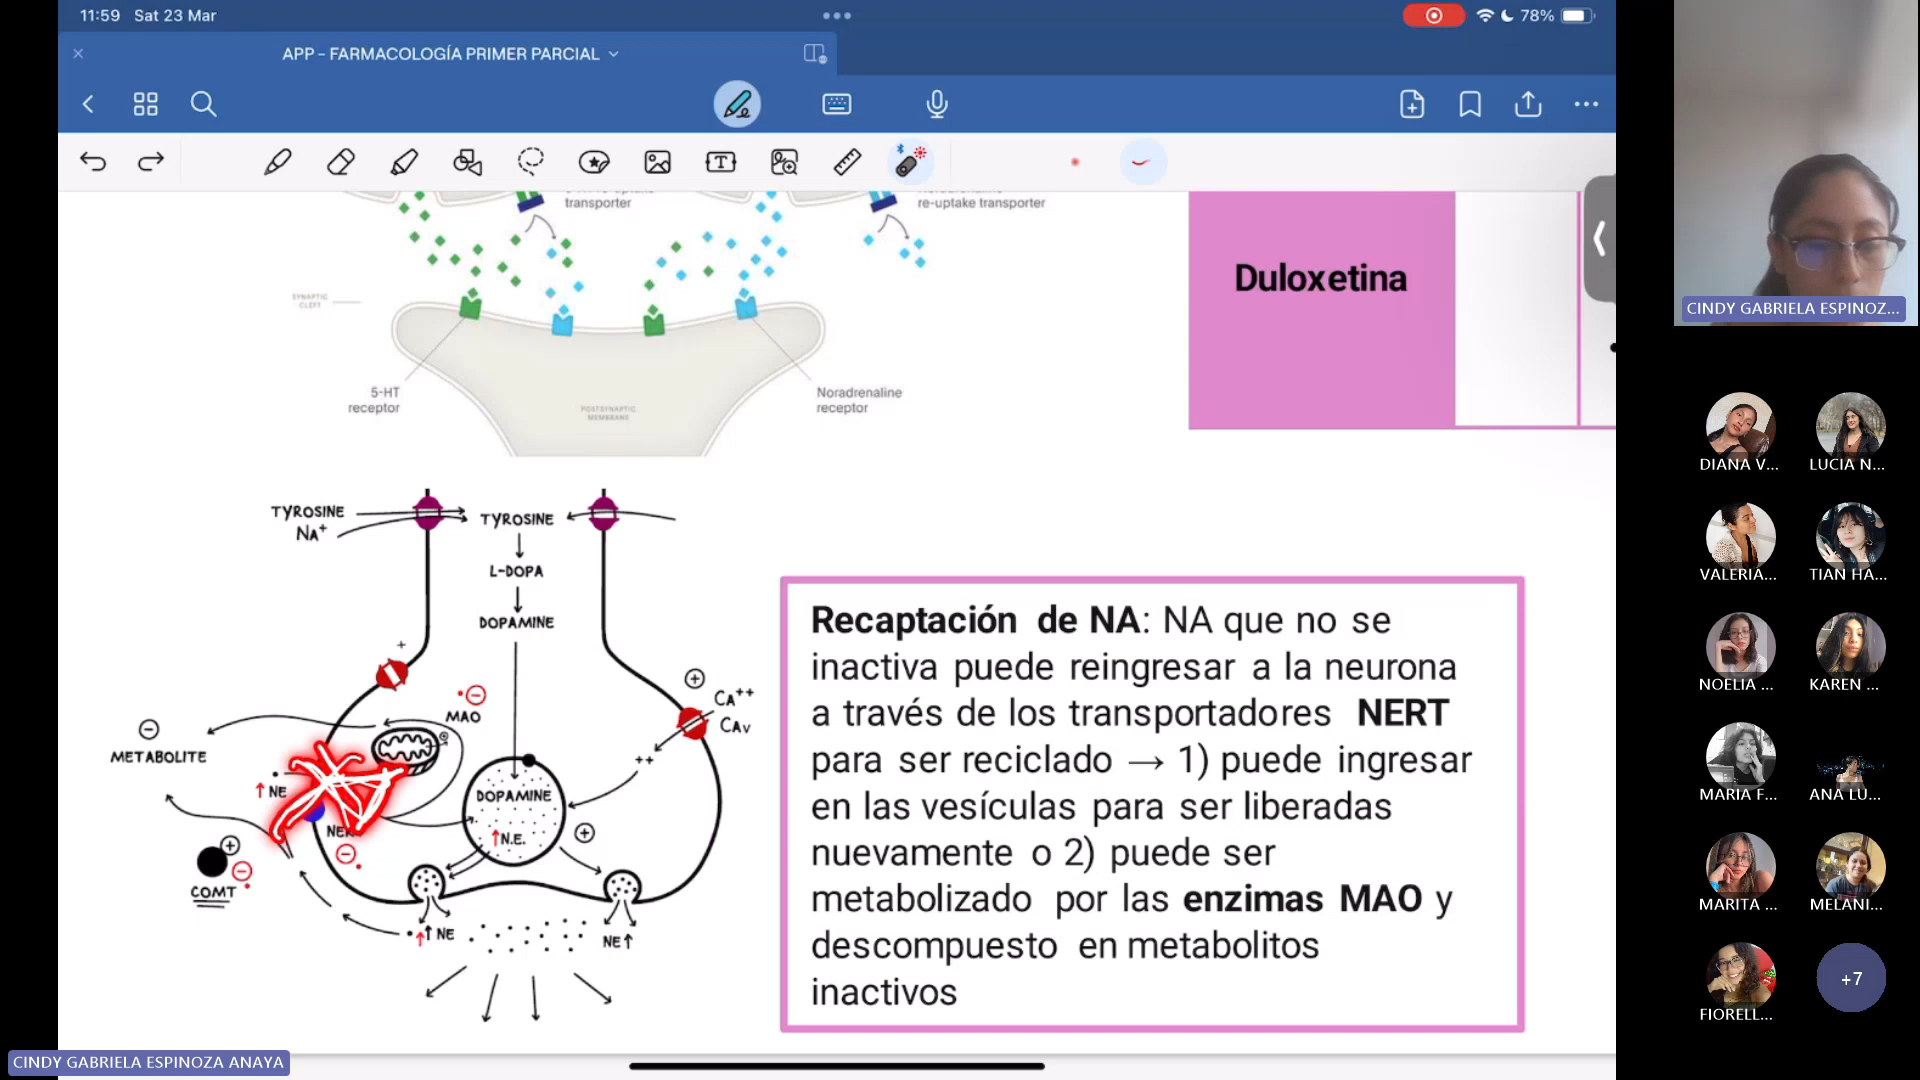 11:59 Sat 23 Mar
78%
APP - FARMACOLOGÍA PRIMER PARCIAL
transporter
re-uptake transporter
SYNAPTIC
CLEFT
5-HT
receptor
Noradrenaline
receptor
POSTSYNAPTIC
MEMBRANE
Duloxetina
TYROSINE
Na+
TYROSINE
L-DOPA
DOPAMINE
+
MAO
CA++
CAv
++
METABOLITE
↑NE
DOPAMINE
↑N.E.
COMT
↑↑NE
NE↑
Recaptación de NA: NA que no se
inactiva puede reingresar a la neurona
a través de los transportadores NERT
para ser reciclado → 1) puede ingresar
en las vesículas para ser liberadas
nuevamente o 2) puede ser
metabolizado por las enzimas MAO y
descompuesto en metabolitos
inactivos
CINDY GABRIELA ESPINOZ...
DIANA V...
LUCIA N...
VALERIA...
TIAN HA...
NOELIA ...
KAREN ...
MARIA F...
ANA LU...
MARITA ...
MELANI...
FIORELL...
+7
CINDY GABRIELA ESPINOZA ANAYA